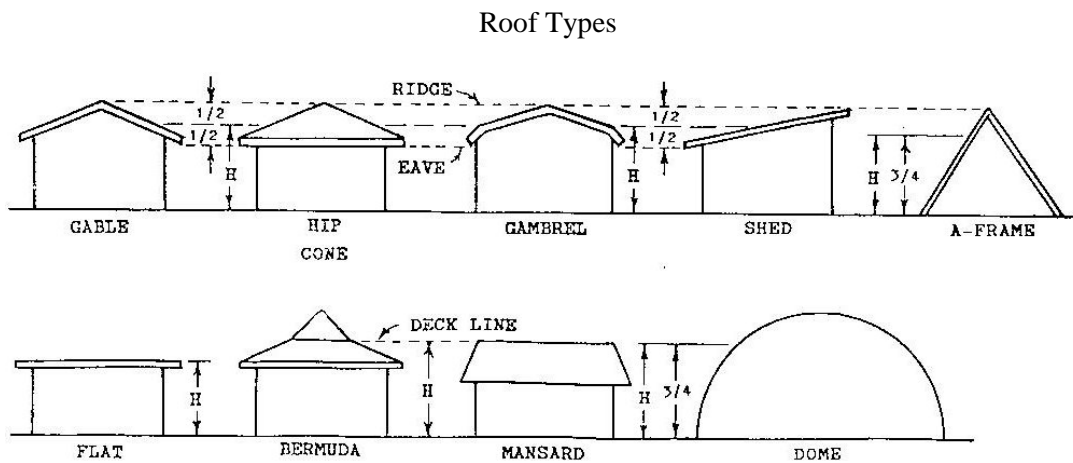 Roof Types
RIDGE
1/2
1/2
1/2
1/2
EAVE
H
H
H
3/4
GABLE
HIP
CONE
GAMBREL
SHED
A-FRAME
DECK LINE
H
H
H
3/4
FLAT
BERMUDA
MANSARD
DOME